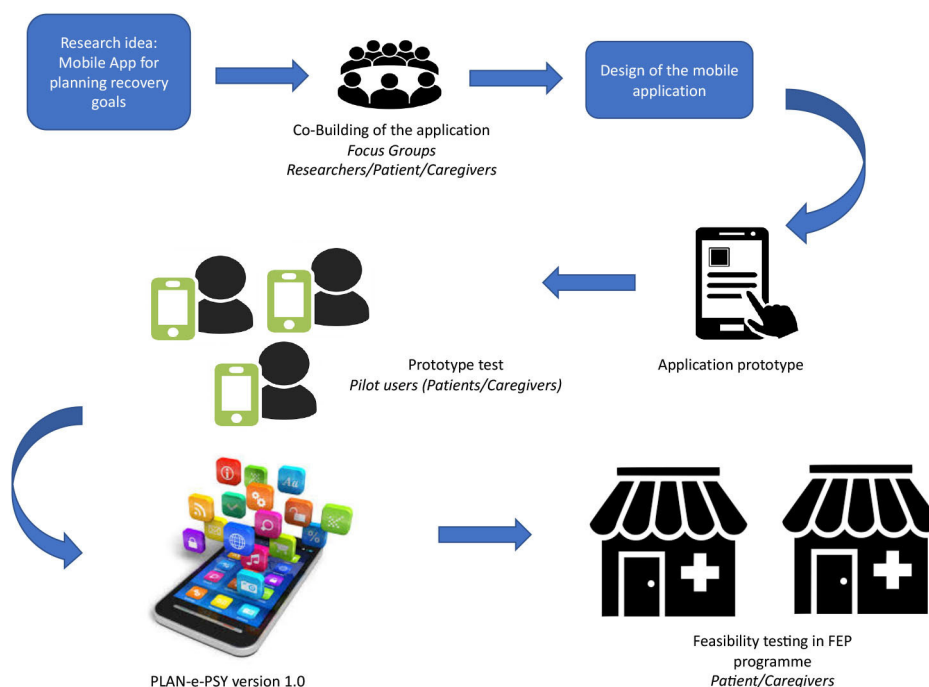 Research idea:
Mobile App for
planning recovery
goals
Co-Building of the application
Focus Groups
Researchers/Patient/Caregivers
Design of the mobile
application
Application prototype
Prototype test
Pilot users (Patients/Caregivers)
Aa
%
PLAN-e-PSY version 1.0
Feasibility testing in FEP
programme
Patient/Caregivers